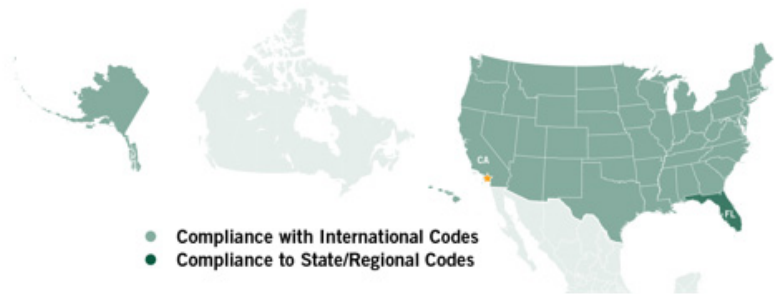 CA
FL
Compliance with International Codes
Compliance to State/Regional Codes